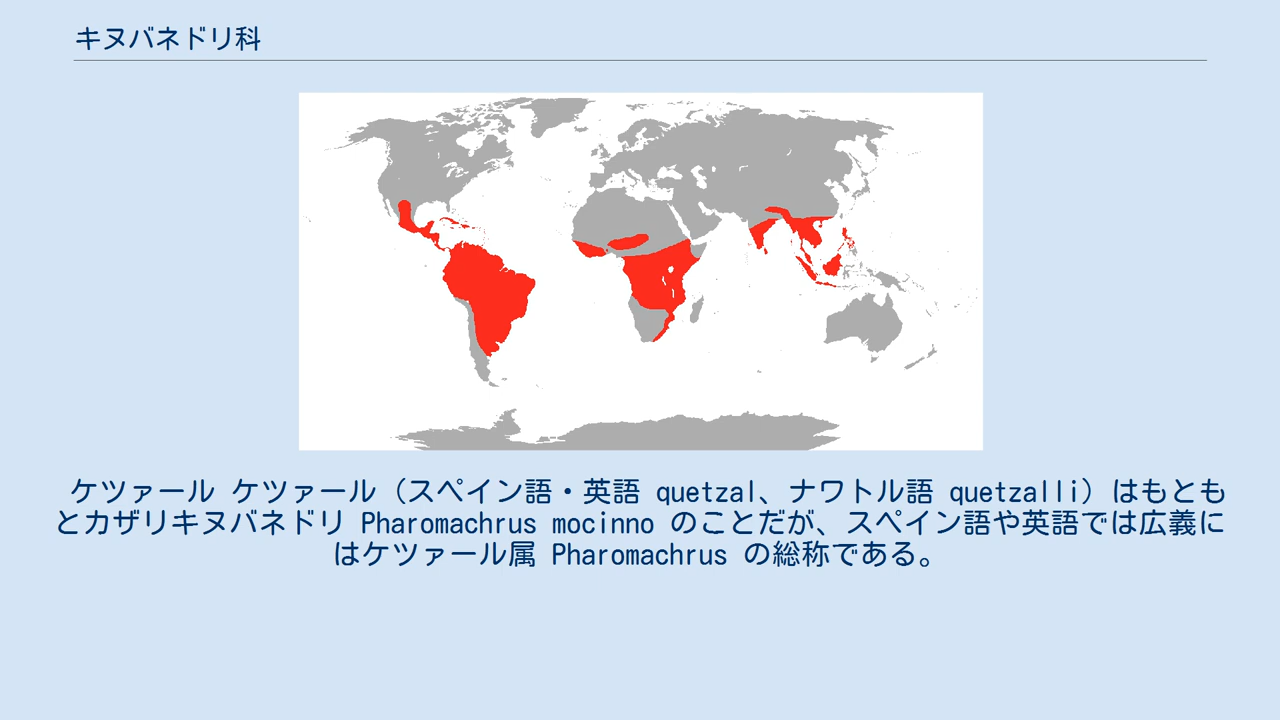 キヌバネドリ科
ケツァール ケツァール（スペイン語・英語 quetzal、ナワトル語 quetzalli）はもとも
とカザリキヌバネドリ Pharomachrus mocinno のことだが、スペイン語や英語では広義に
はケツァール属 Pharomachrus の総称である。